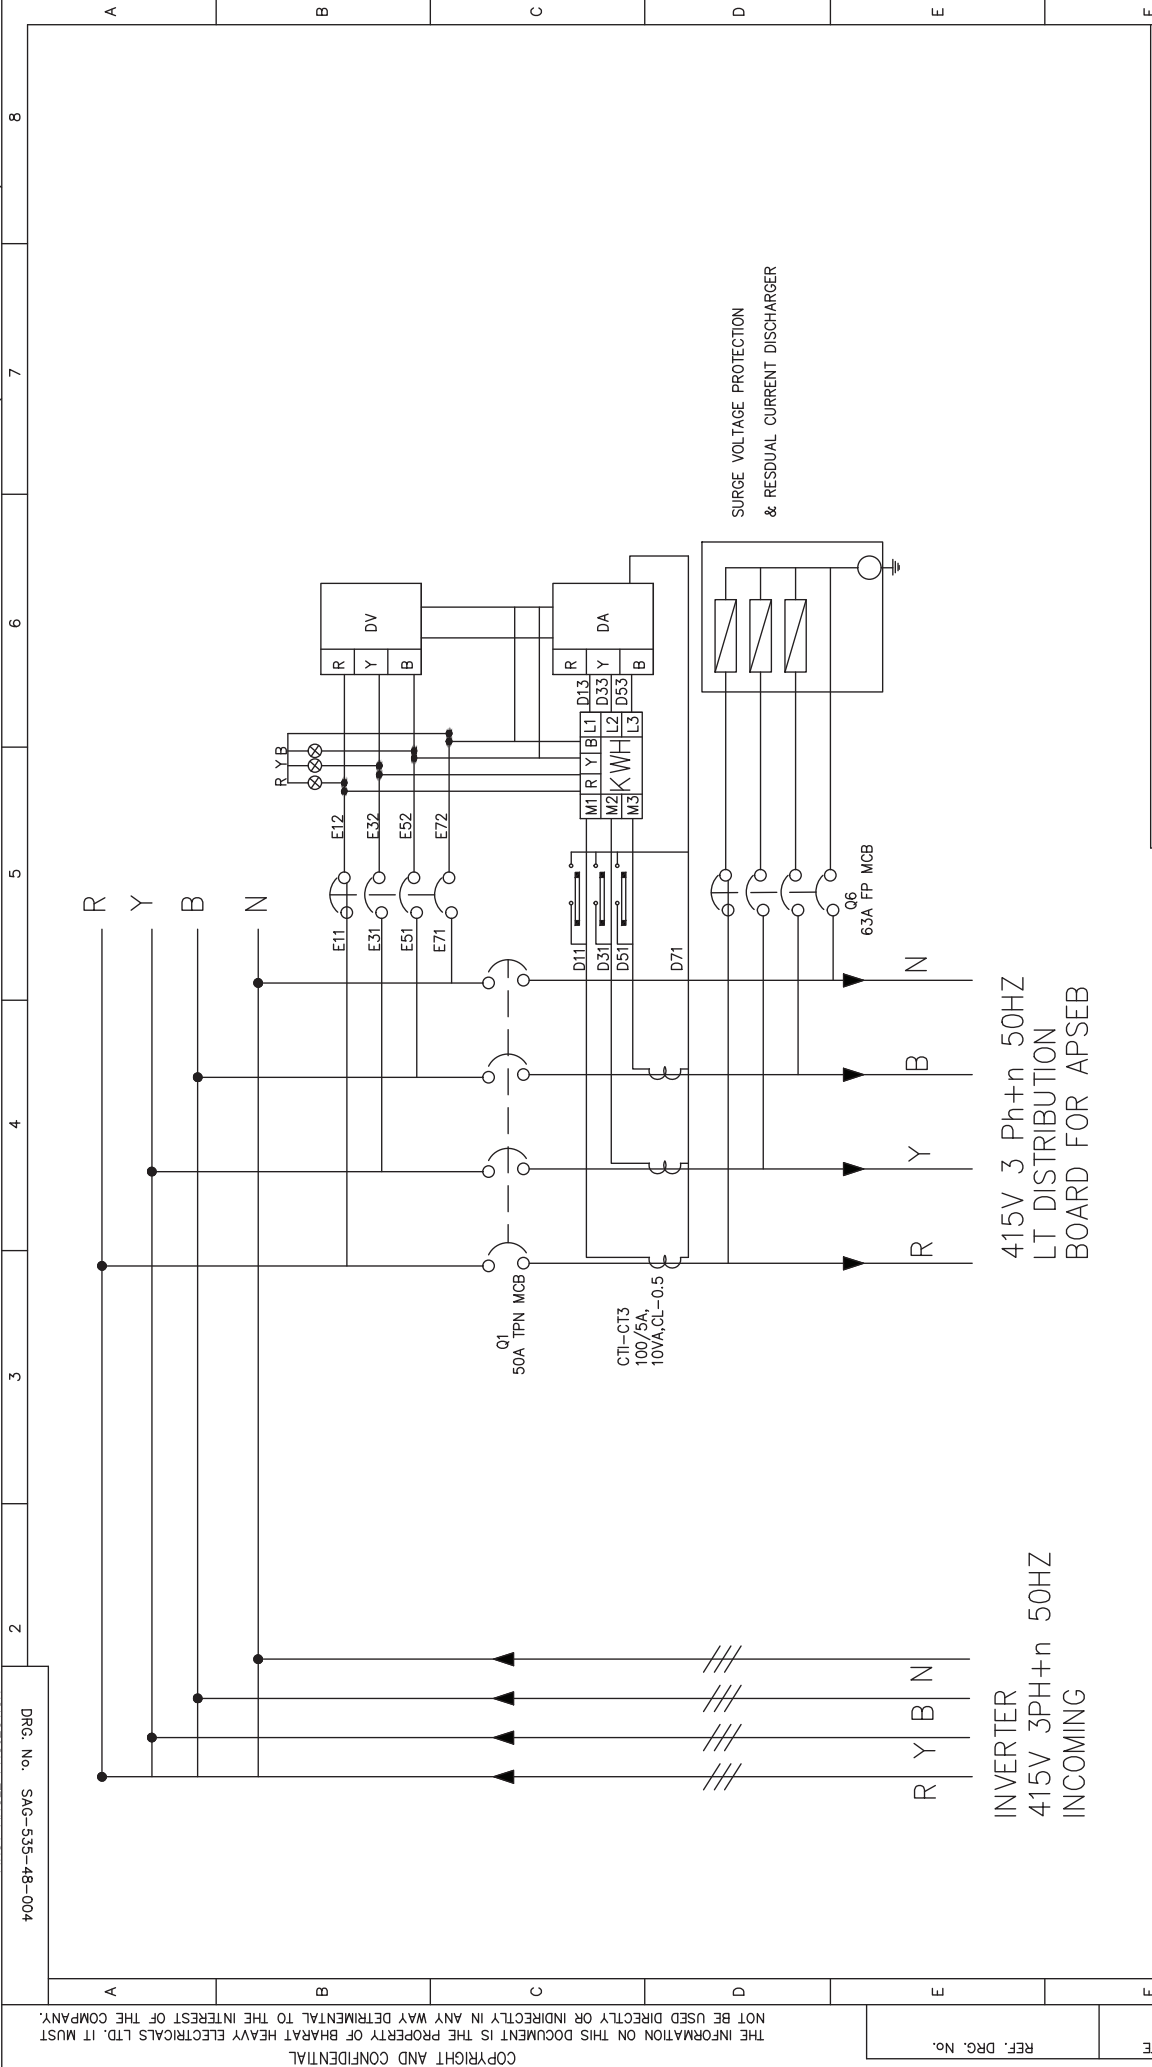 COPYRIGHT AND CONFIDENTIAL
THE INFORMATION ON THIS DOCUMENT IS THE PROPERTY OF BHARAT HEAVY ELECTRICALS LTD. IT MUST
NOT BE USED DIRECTLY OR INDIRECTLY IN ANY WAY DETRIMENTAL TO THE INTEREST OF THE COMPANY.
REF. DRG. No.
DRG. No. SAG-535-48-004
2
3
4
5
6
7
8
A
B
C
D
E
F
A
B
C
D
E
F
R
Y
B
N
E11
E31
E51
E71
E12
E32
E52
E72
R Y B
R
Y
B
DV
Q1
50A TPN MCB
CTI-CT3
100/5A,
10VA,CL-0.5
D11
D31
D51
D71
M1 R Y B L1
M2 L2
M3 L3
KWH
D13
D33
D53
R
Y
B
DA
SURGE VOLTAGE PROTECTION
& RESDUAL CURRENT DISCHARGER
Q6
63A FP MCB
R Y B N
INVERTER
415V 3PH+n 50HZ
INCOMING
R Y B N
415V 3 Ph+n 50HZ
LT DISTRIBUTION
BOARD FOR APSEB